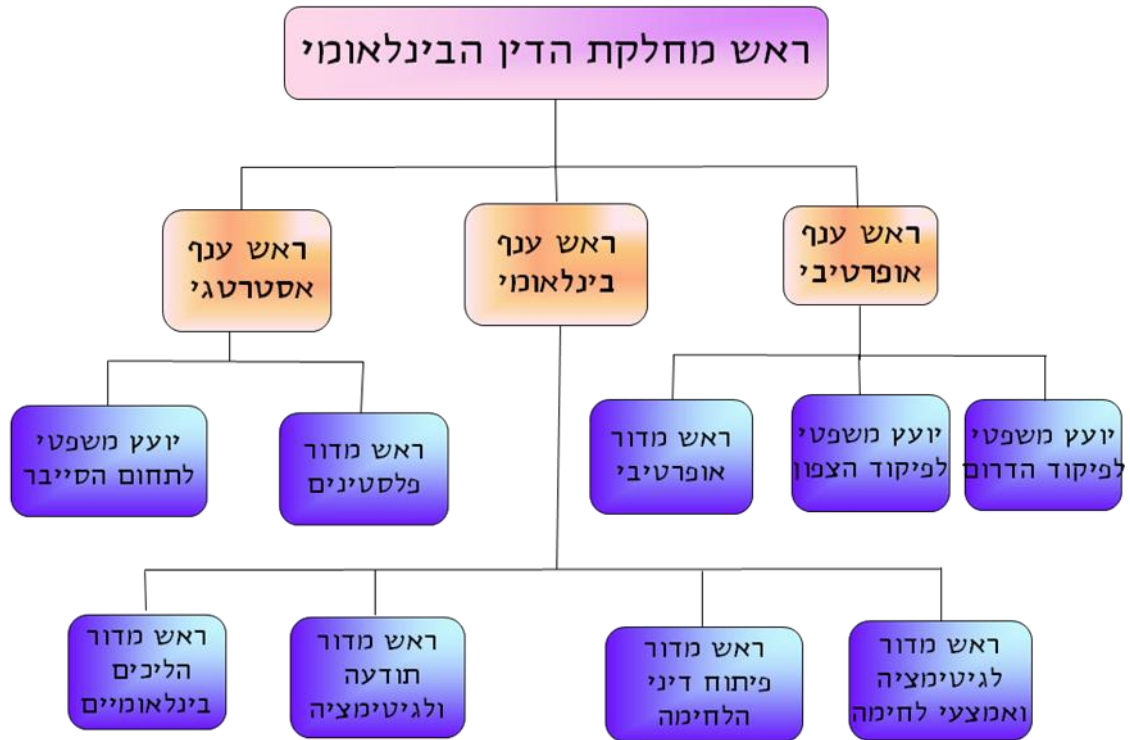 ראש מחלקת הדין הבינלאומי
ראש ענף
אופרטיבי
ראש ענף
בינלאומי
ראש ענף
אסטרטגי
יועץ משפטי
לפיקוד הדרום
יועץ משפטי
לפיקוד הצפון
ראש מדור
אופרטיבי
ראש מדור
פלסטינים
יועץ משפטי
לתחום הסייבר
ראש מדור
לגיטימציה
ואמצעי לחימה
ראש מדור
פיתוח דיני
הלחימה
ראש מדור
תודעה
ולגיטימציה
ראש מדור
הליכים
בינלאומיים